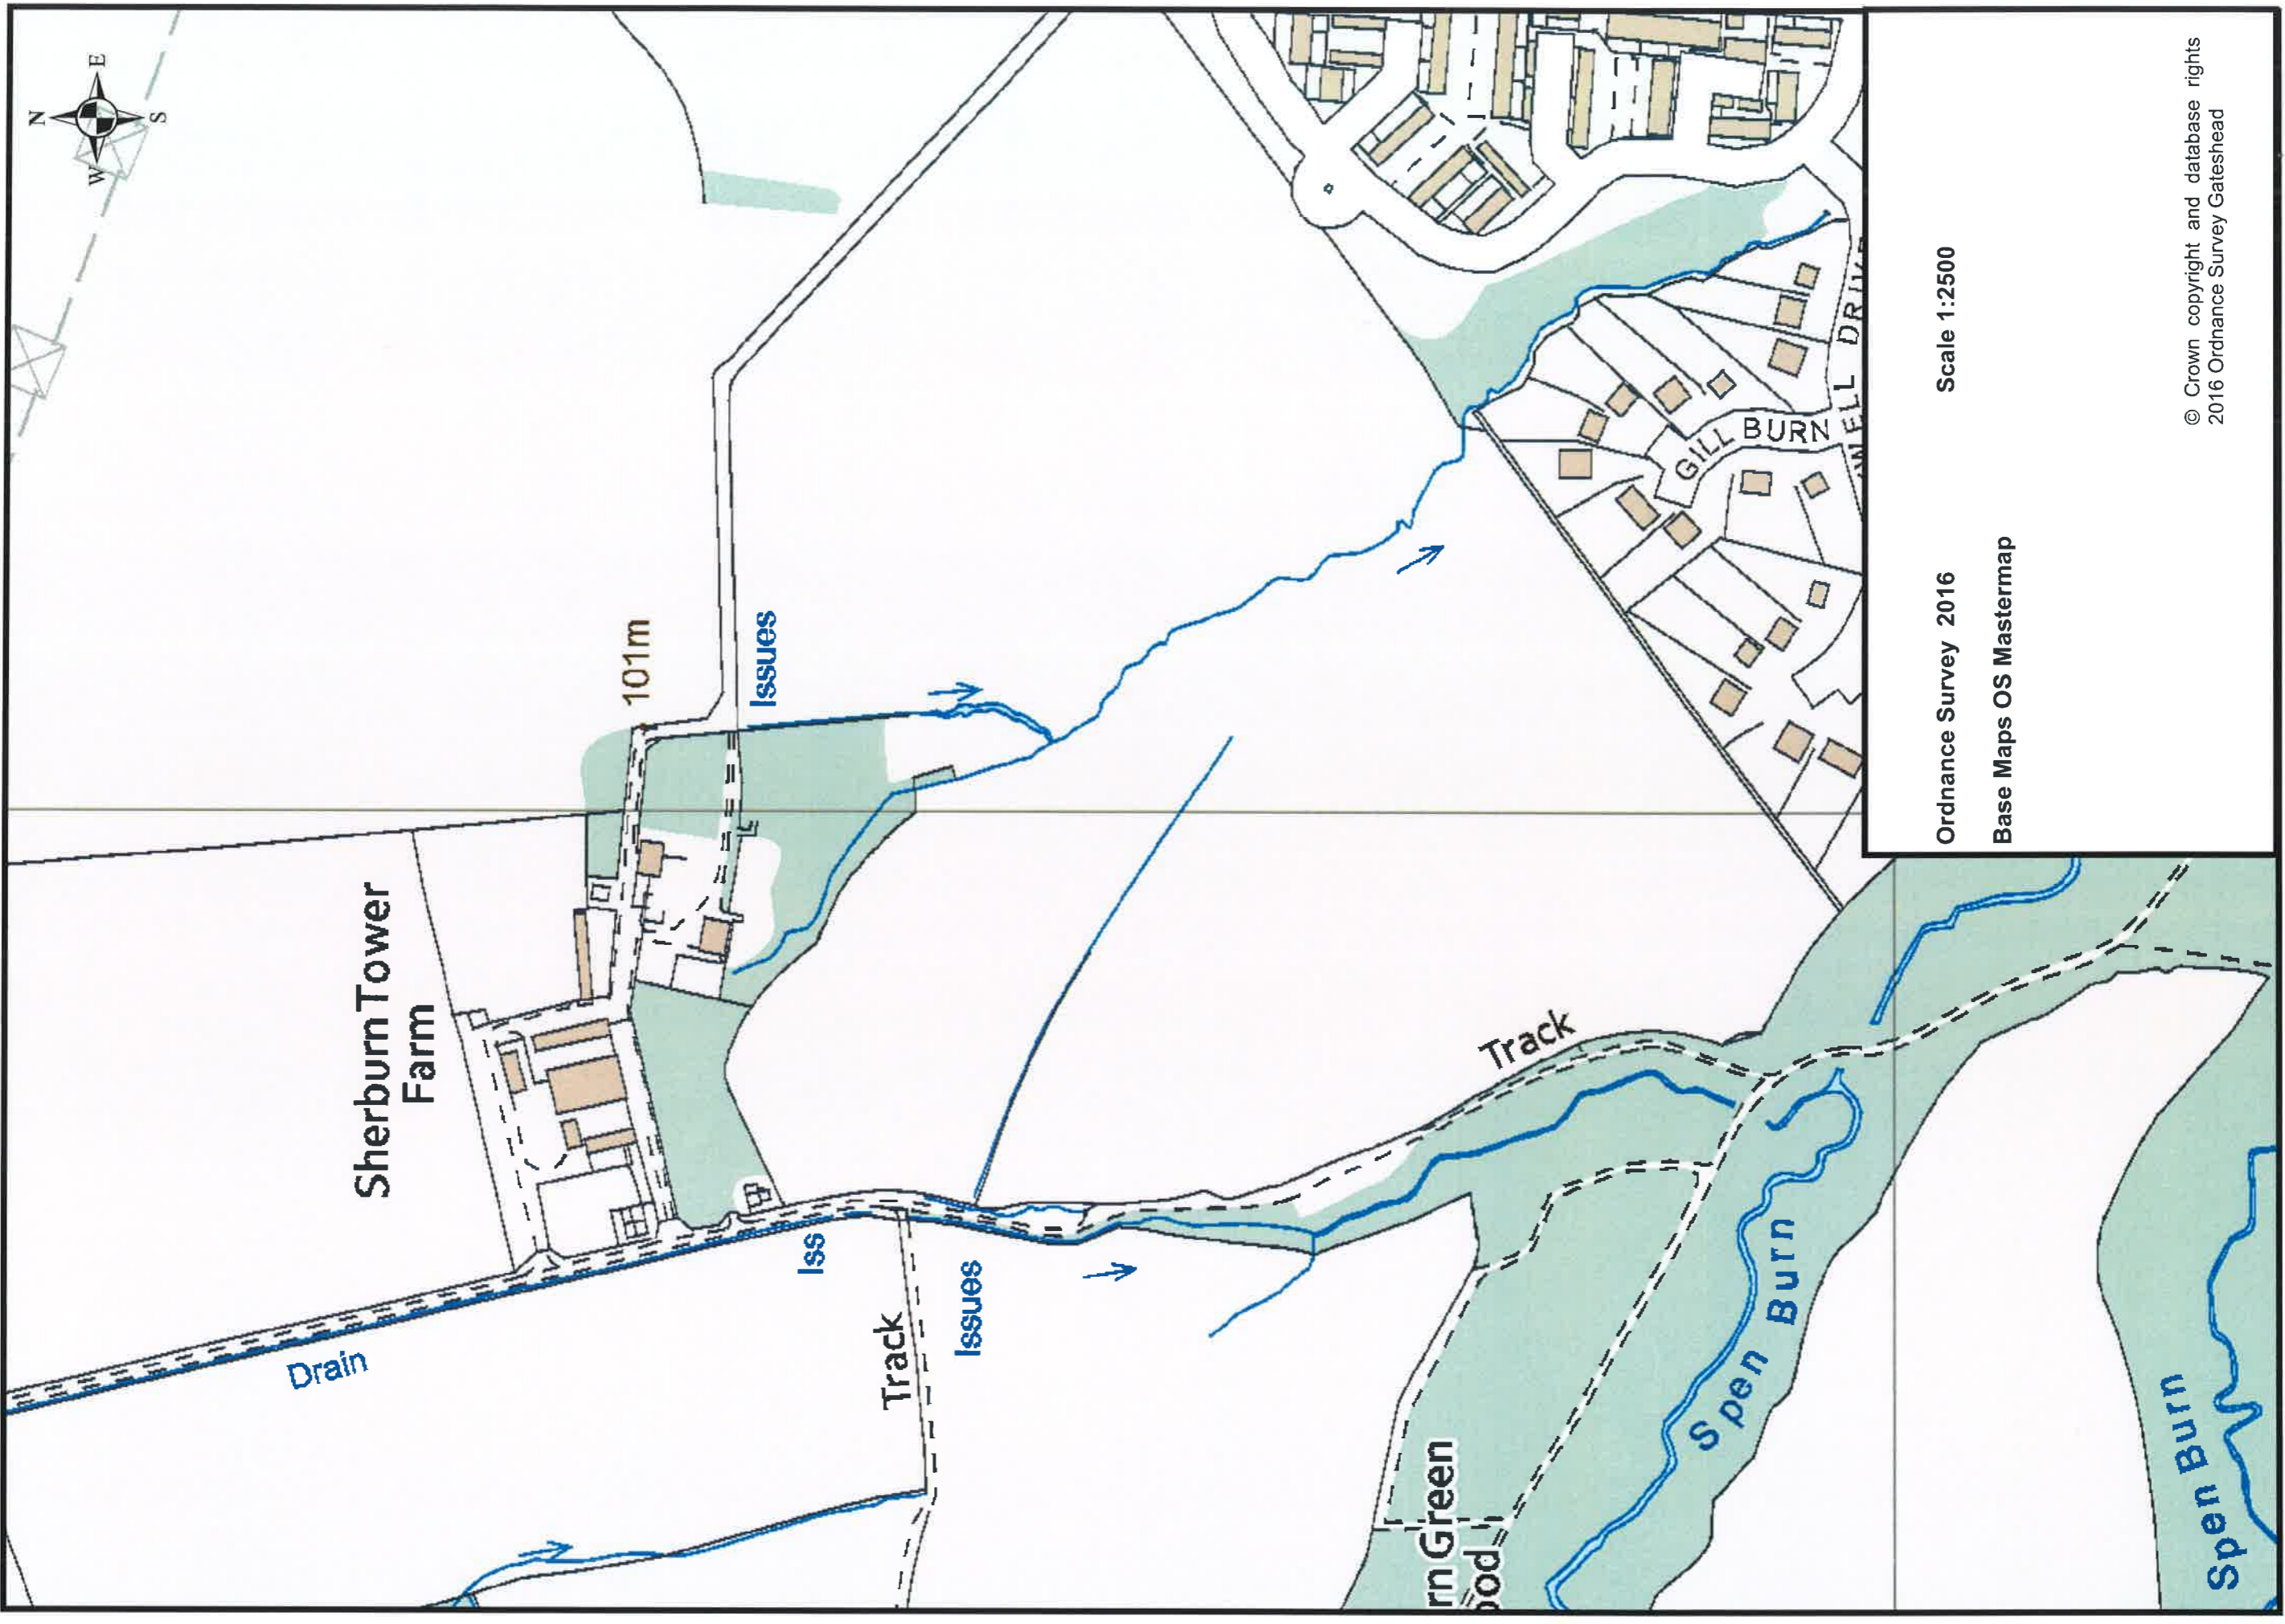 N
E
S
W
101m
Issues
Sherburn Tower
Farm
Drain
Iss
Track
Issues
Track
GILL BURN
WELL DRIVE
rn Green
ood
Spen Burn
Spen Burn
Ordnance Survey 2016 Scale 1:2500
Base Maps OS Mastermap
© Crown copyright and database rights
2016 Ordnance Survey Gateshead